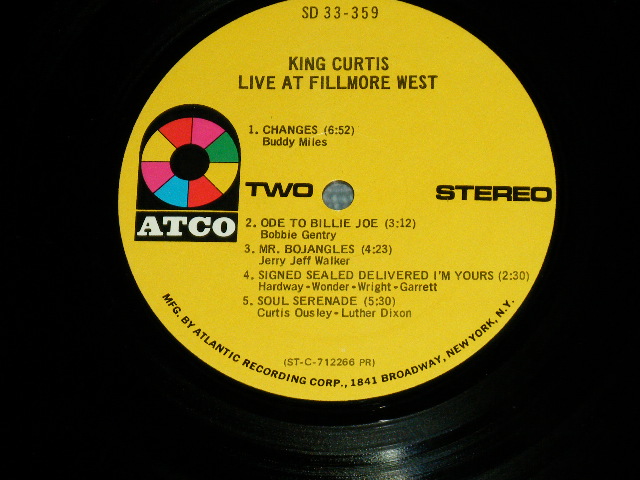 SD 33-359
KING CURTIS
LIVE AT FILLMORE WEST
1. CHANGES (6:52)
Buddy Miles
TWO
STEREO
ATCO
2. ODE TO BILLIE JOE (3:12)
Bobbie Gentry
3. MR. BOJANGLES (4:23)
Jerry Jeff Walker
4. SIGNED SEALED DELIVERED I'M YOURS (2:30)
Hardway-Wonder-Wright-Garrett
5. SOUL SERENADE (5:30)
Curtis Ousley-Luther Dixon
(ST-C-712266 PR)
MFG. BY ATLANTIC RECORDING CORP., 1841 BROADWAY, NEW YORK, N.Y.